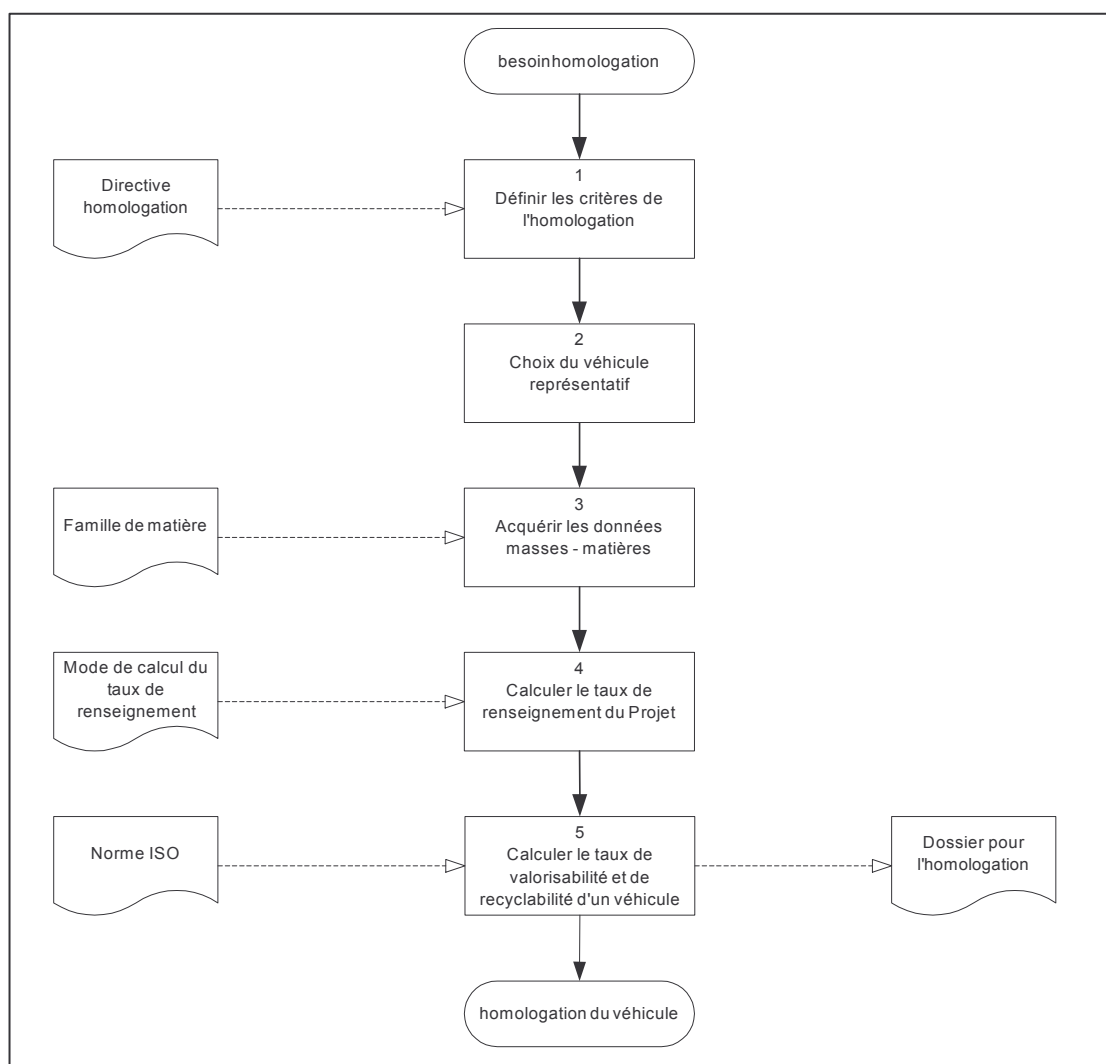 besoinhomologation
Directive
homologation
1
Définir les critères de
l'homologation
2
Choix du véhicule
représentatif
Famille de matière
3
Acquérir les données
masses - matières
Mode de calcul du
taux de
renseignement
4
Calculer le taux de
renseignement du Projet
Norme ISO
5
Calculer le taux de
valorisabilité et de
recyclabilité d'un véhicule
Dossier pour
l'homologation
homologation du véhicule